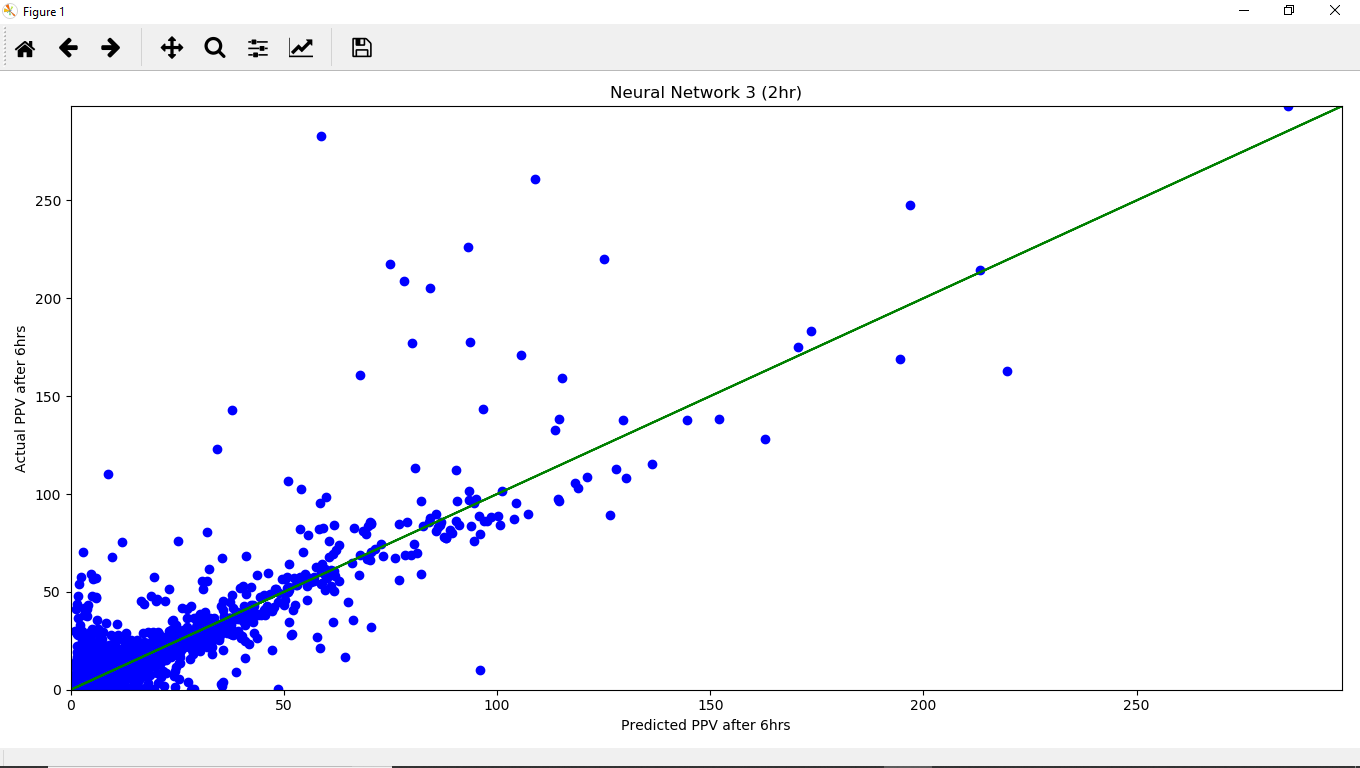 Figure 1
Neural Network 3 (2hr)
Actual PPV after 6hrs
250
200
150
100
50
0
0 50 100 150 200 250
Predicted PPV after 6hrs